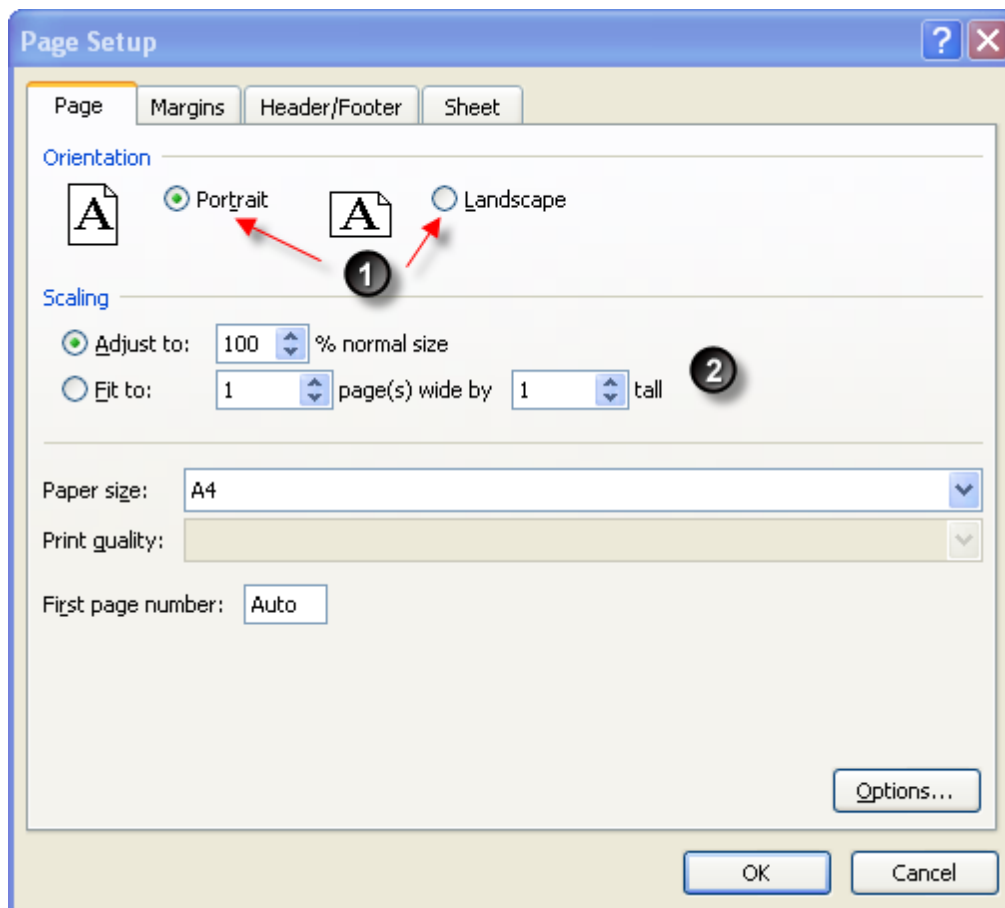 Page Setup
Page Margins Header/Footer Sheet
Orientation
A Portrait A Landscape
1
Scaling
Adjust to: 100 % normal size
2
Fit to: 1 page(s) wide by 1 tall
Paper size: A4
Print quality:
First page number: Auto
Options...
OK Cancel